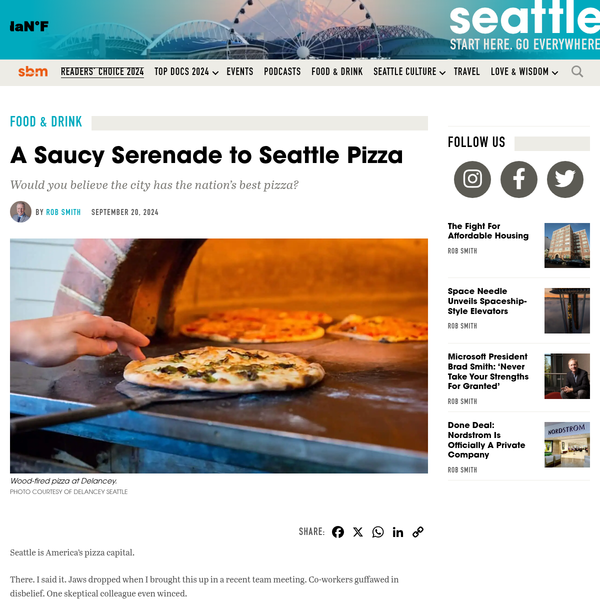 seattle
START HERE. GO EVERYWHERE
sbm READERS' CHOICE 2024 TOP DOCS 2024 EVENTS PODCASTS FOOD & DRINK SEATTLE CULTURE TRAVEL LOVE & WISDOM
FOOD & DRINK
A Saucy Serenade to Seattle Pizza
Would you believe the city has the nation's best pizza?
BY ROB SMITH SEPTEMBER 20, 2024
Wood-fired pizza at Delancey.
PHOTO COURTESY OF DELANCEY SEATTLE
SHARE:
Seattle is America's pizza capital.
There. I said it. Jaws dropped when I brought this up in a recent team meeting. Co-workers guffawed in
disbelief. One skeptical colleague even winced.
FOLLOW US
The Fight For
Affordable Housing
ROB SMITH
Space Needle
Unveils Spaceship-
Style Elevators
ROB SMITH
Microsoft President
Brad Smith: 'Never
Take Your Strengths
For Granted'
ROB SMITH
Done Deal:
Nordstrom Is
Officially A Private
Company
ROB SMITH
NORDSTROM